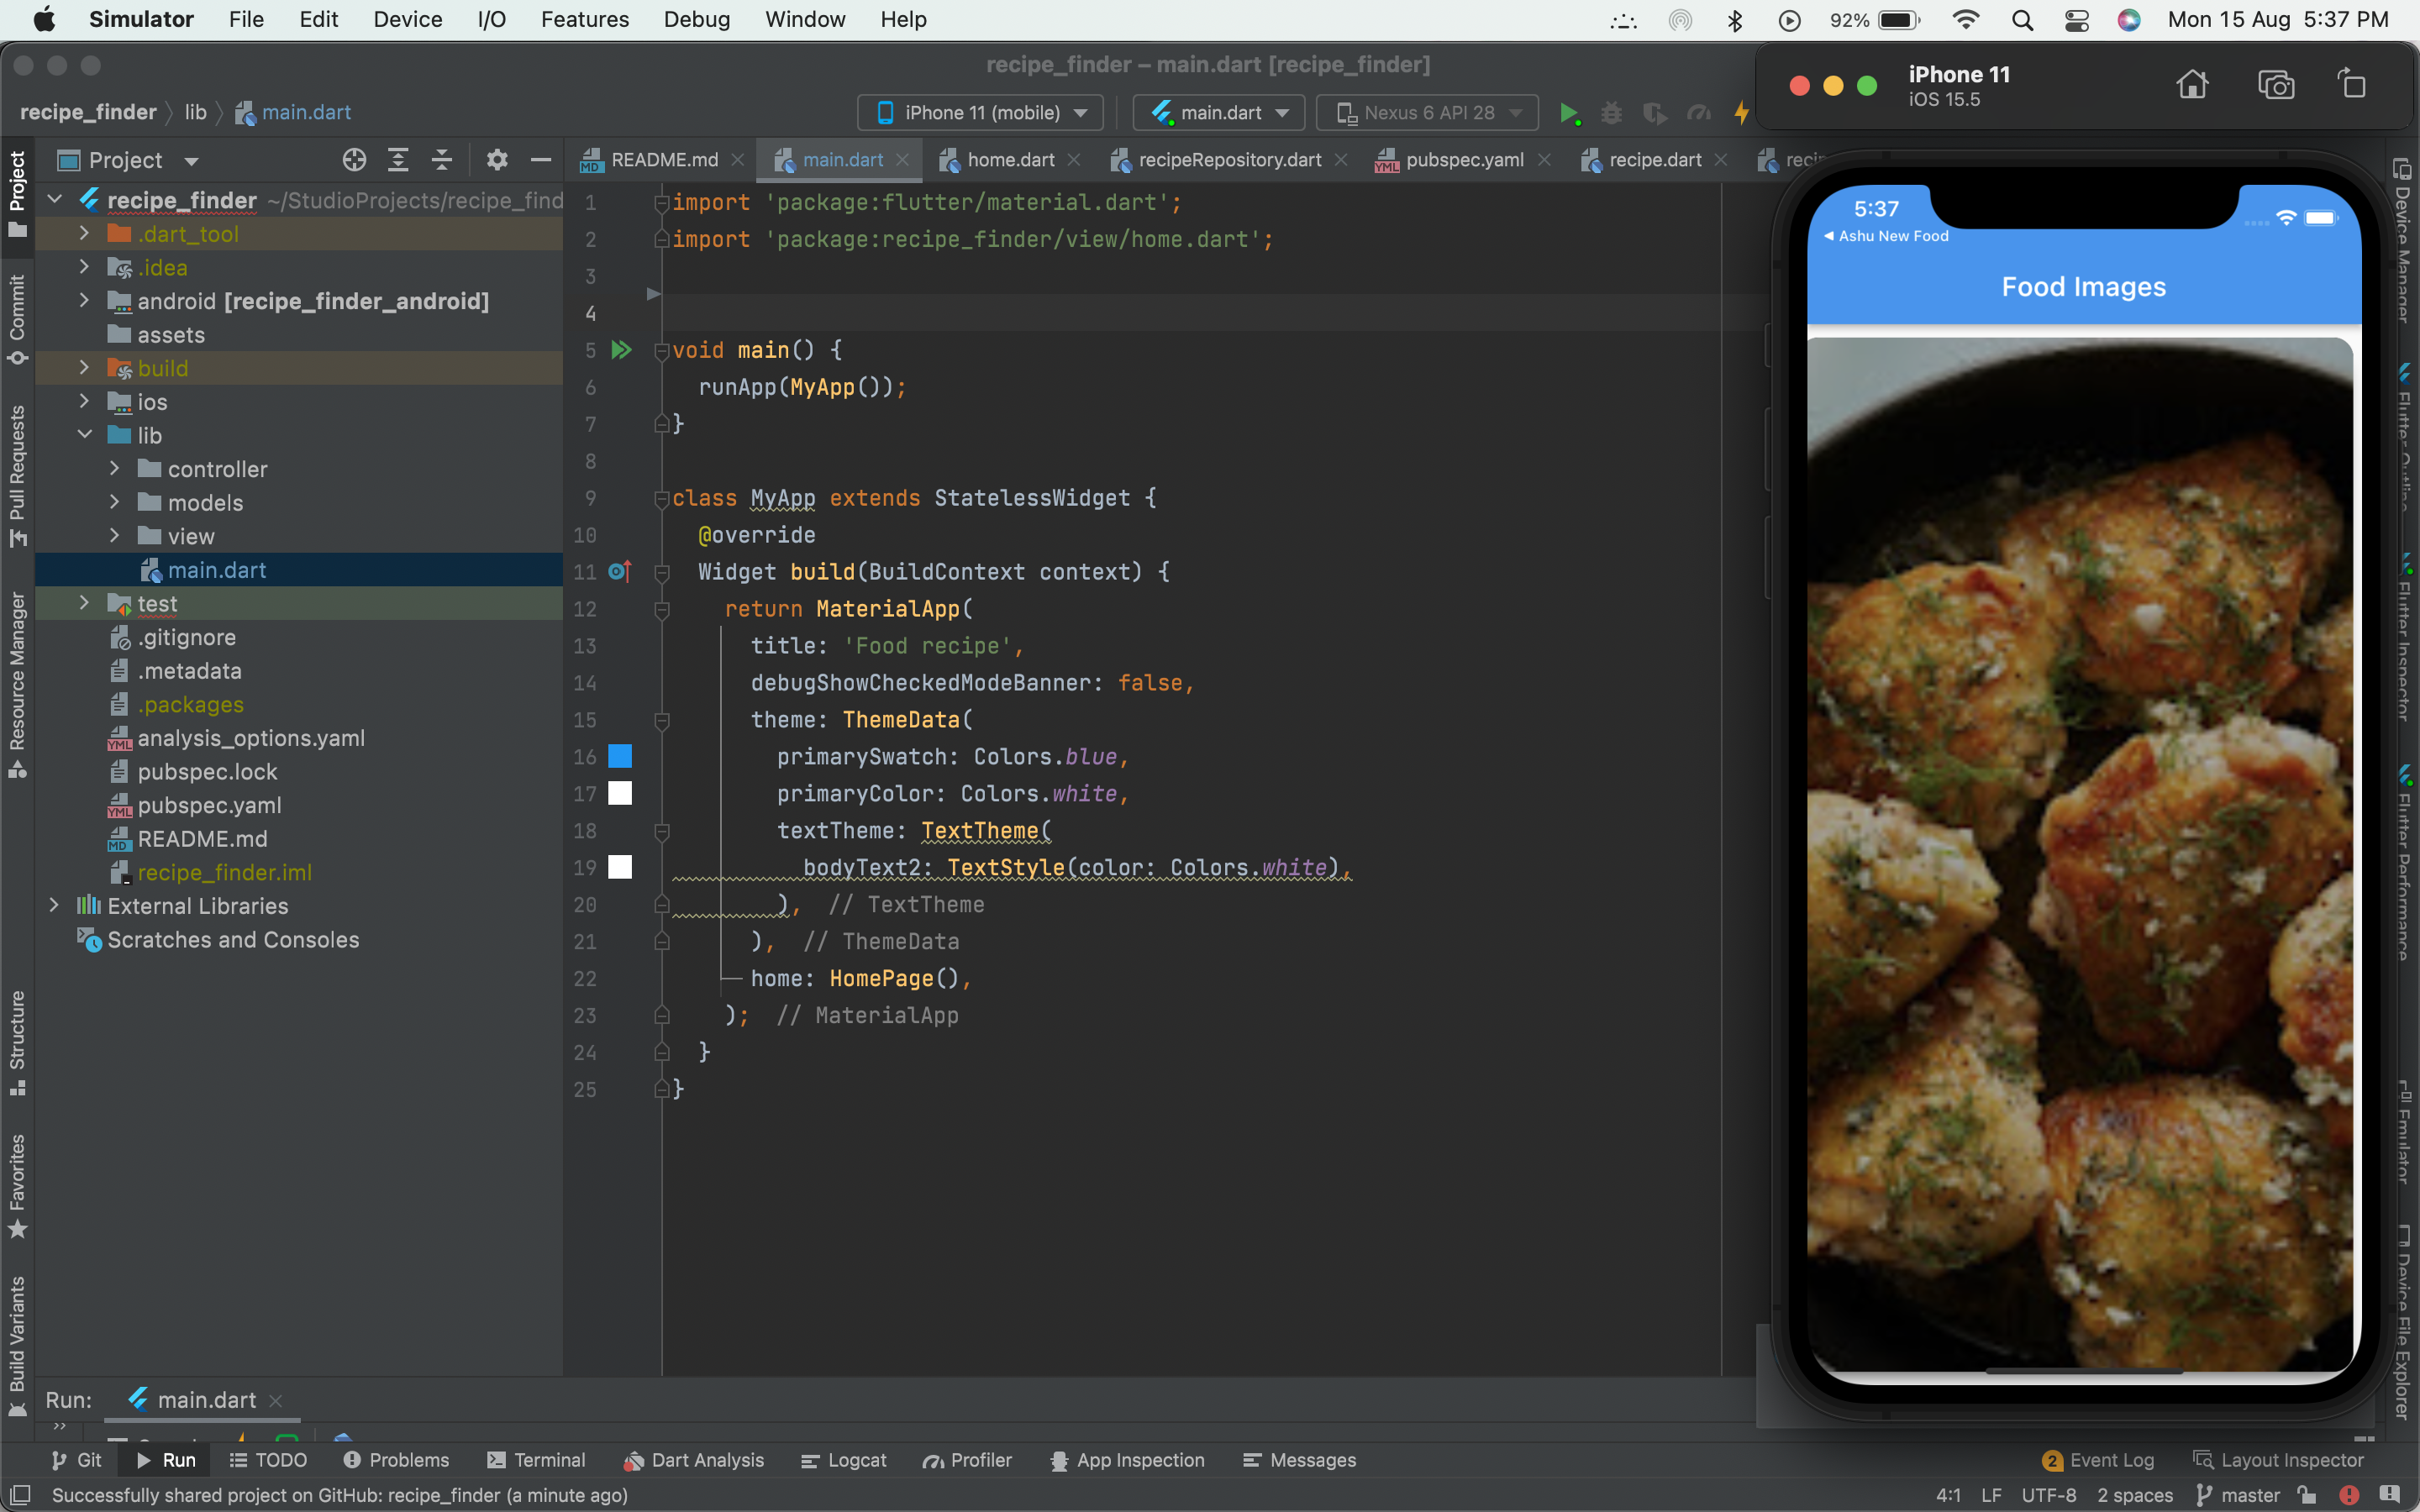 Simulator File Edit Device I/O Features Debug Window Help 92% Mon 15 Aug 5:37 PM
recipe_finder – main.dart [recipe_finder]
iPhone 11
iOS 15.5
recipe_finder lib main.dart iPhone 11 (mobile) main.dart Nexus 6 API 28
Project README.md main.dart home.dart recipeRepository.dart pubspec.yaml recipe.dart
recipe_finder ~/StudioProjects/recipe_find
.dart_tool
.idea
android [recipe_finder_android]
assets
build
ios
lib
controller
models
view
main.dart
test
.gitignore
.metadata
.packages
analysis_options.yaml
pubspec.lock
pubspec.yaml
README.md
recipe_finder.iml
External Libraries
Scratches and Consoles
Project
Commit
Pull Requests
Resource Manager
Structure
Favorites
Build Variants
1 import 'package:flutter/material.dart';
2 import 'package:recipe_finder/view/home.dart';
3
4
5 void main() {
6 runApp(MyApp());
7 }
8
9 class MyApp extends StatelessWidget {
10 @override
11 Widget build(BuildContext context) {
12 return MaterialApp(
13 title: 'Food recipe',
14 debugShowCheckedModeBanner: false,
15 theme: ThemeData(
16 primarySwatch: Colors.blue,
17 primaryColor: Colors.white,
18 textTheme: TextTheme(
19 bodyText2: TextStyle(color: Colors.white),
20 ), // TextTheme
21 ), // ThemeData
22 home: HomePage(),
23 ); // MaterialApp
24 }
25 }
5:37
Ashu New Food
Food Images
Device Manager
Flutter Outline
Flutter Inspector
Flutter Performance
Emulator
Device File Explorer
Run: main.dart
Git Run TODO Problems Terminal Dart Analysis Logcat Profiler App Inspection Messages 2 Event Log Layout Inspector
Successfully shared project on GitHub: recipe_finder (a minute ago) 4:1 LF UTF-8 2 spaces master